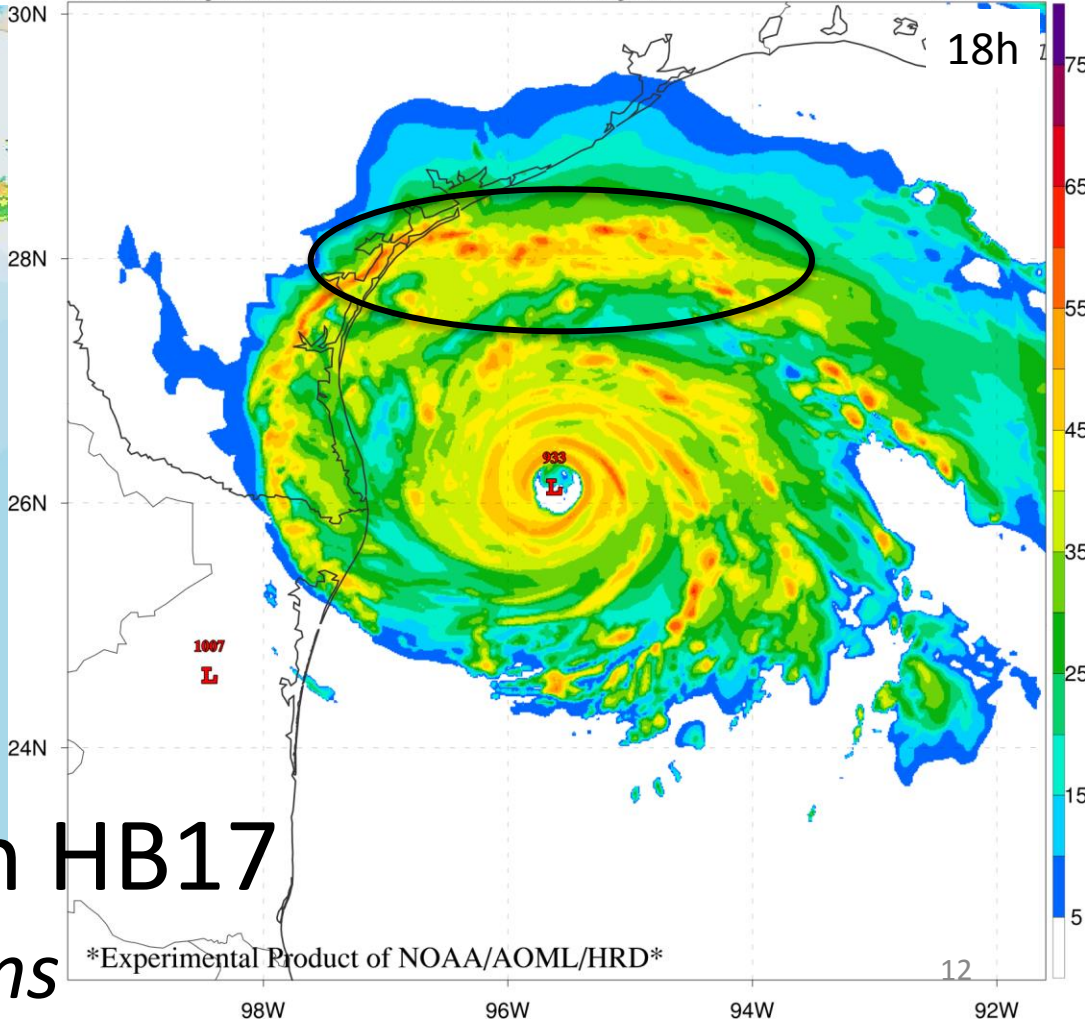 30N
18h
75
65
28N
55
45
933
L
26N
35
1007
L
25
24N
15
n HB17
5
*Experimental Product of NOAA/AOML/HRD*
12
ns
98W 96W 94W 92W